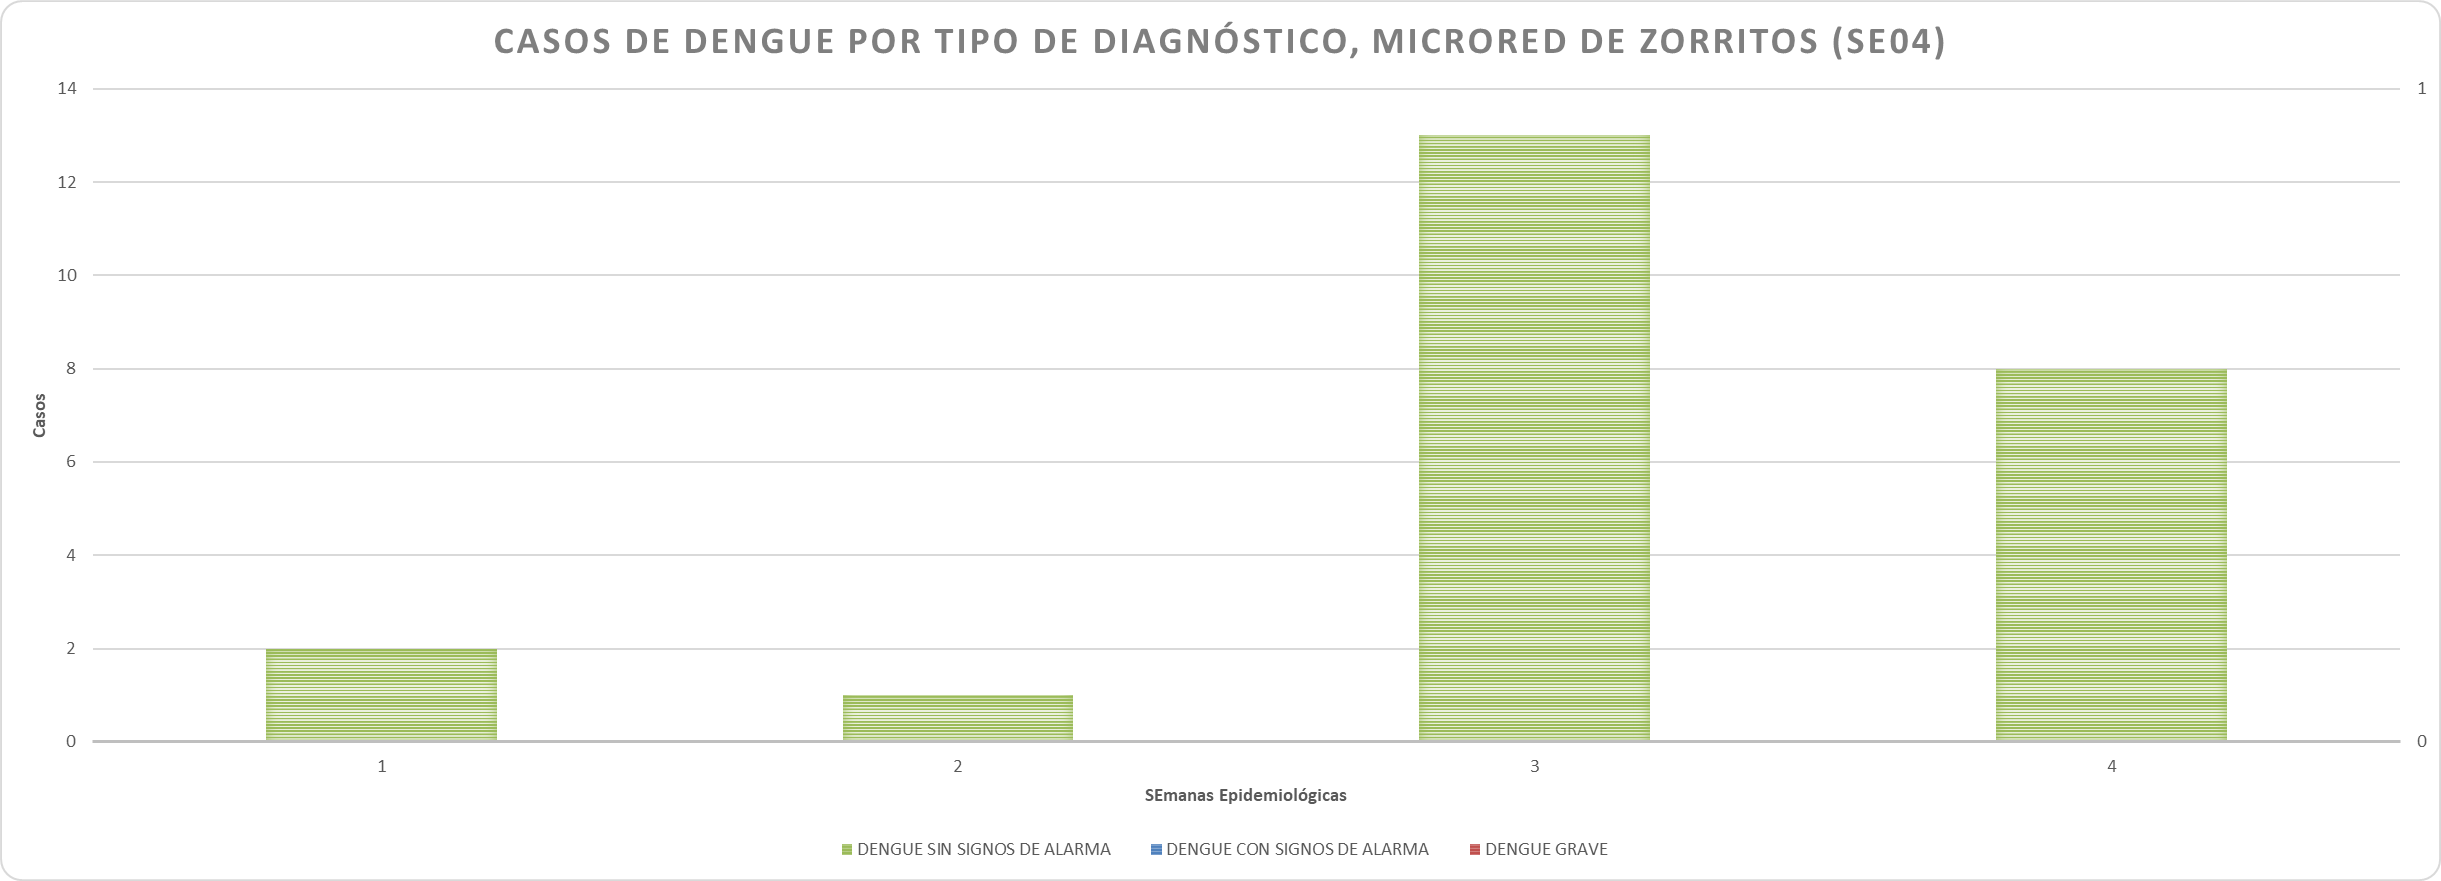 CASOS DE DENGUE POR TIPO DE DIAGNÓSTICO, MICRORED DE ZORRITOS (SE04)
14
1
12
10
8
6
4
2
0
0
Casos
1 2 3 4
SEmanas Epidemiológicas
DENGUE SIN SIGNOS DE ALARMA DENGUE CON SIGNOS DE ALARMA DENGUE GRAVE